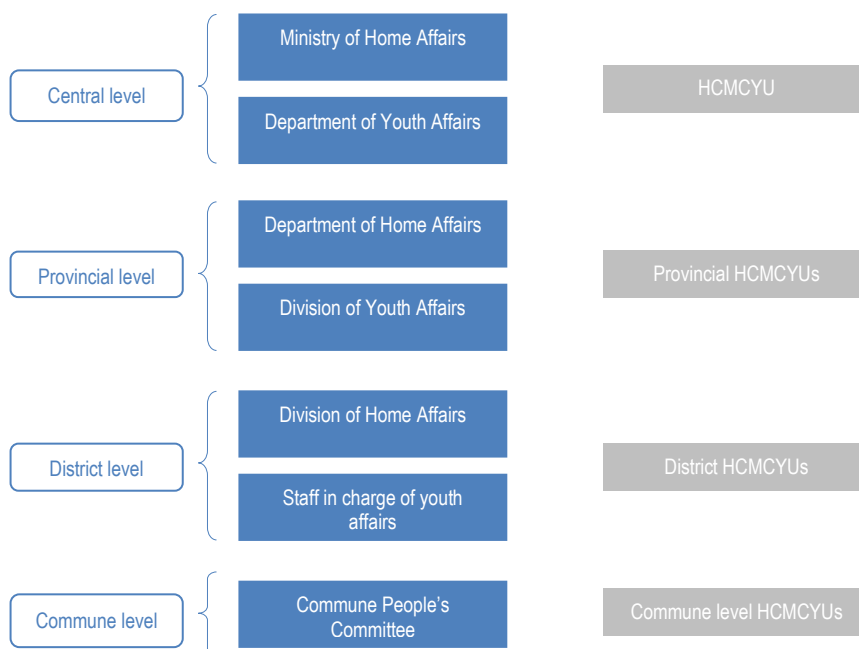 Central level
Ministry of Home Affairs
Department of Youth Affairs
HCMCYU
Provincial level
Department of Home Affairs
Division of Youth Affairs
Provincial HCMCYUs
District level
Division of Home Affairs
Staff in charge of youth
affairs
District HCMCYUs
Commune level
Commune People's
Committee
Commune level HCMCYUs